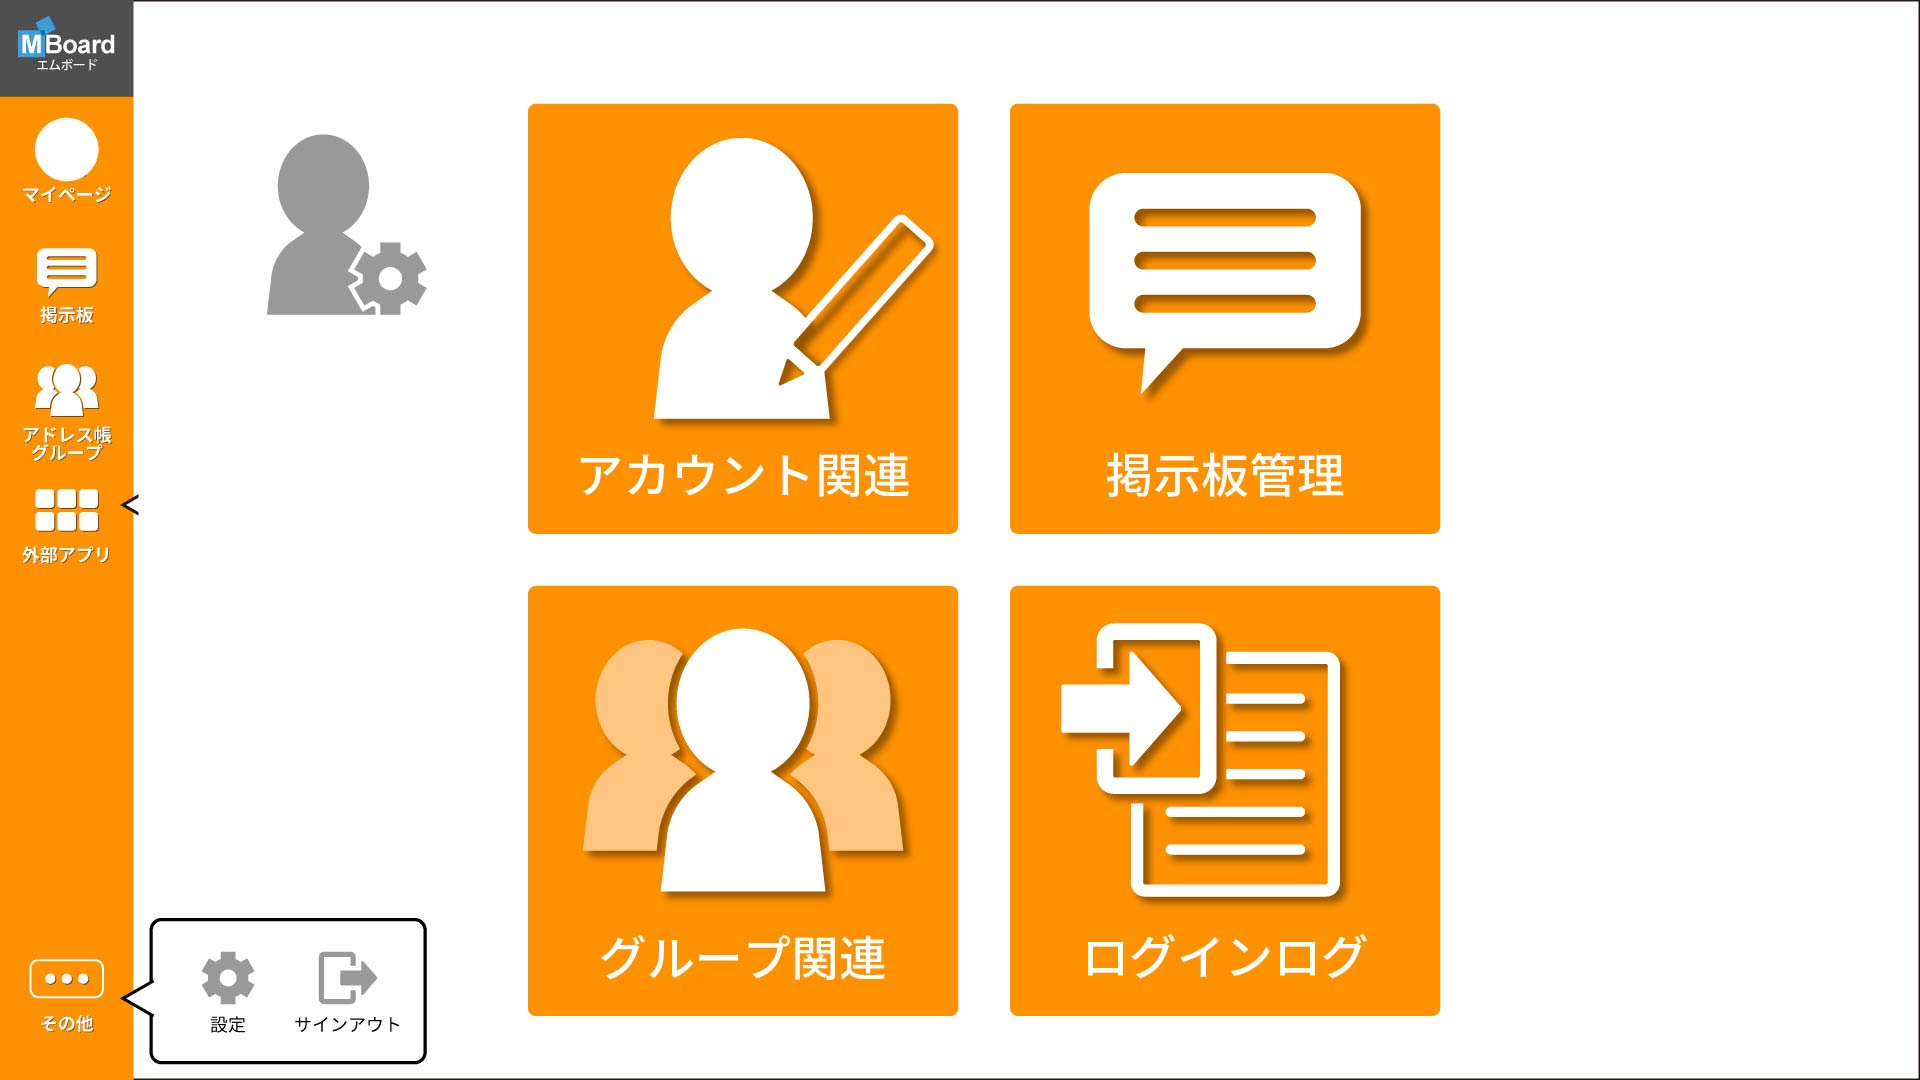 MBoard
エムボード
マイページ
掲示板
アドレス帳
グループ
外部アプリ
その他
設定
サインアウト
アカウント関連
掲示板管理
グループ関連
ログインログ